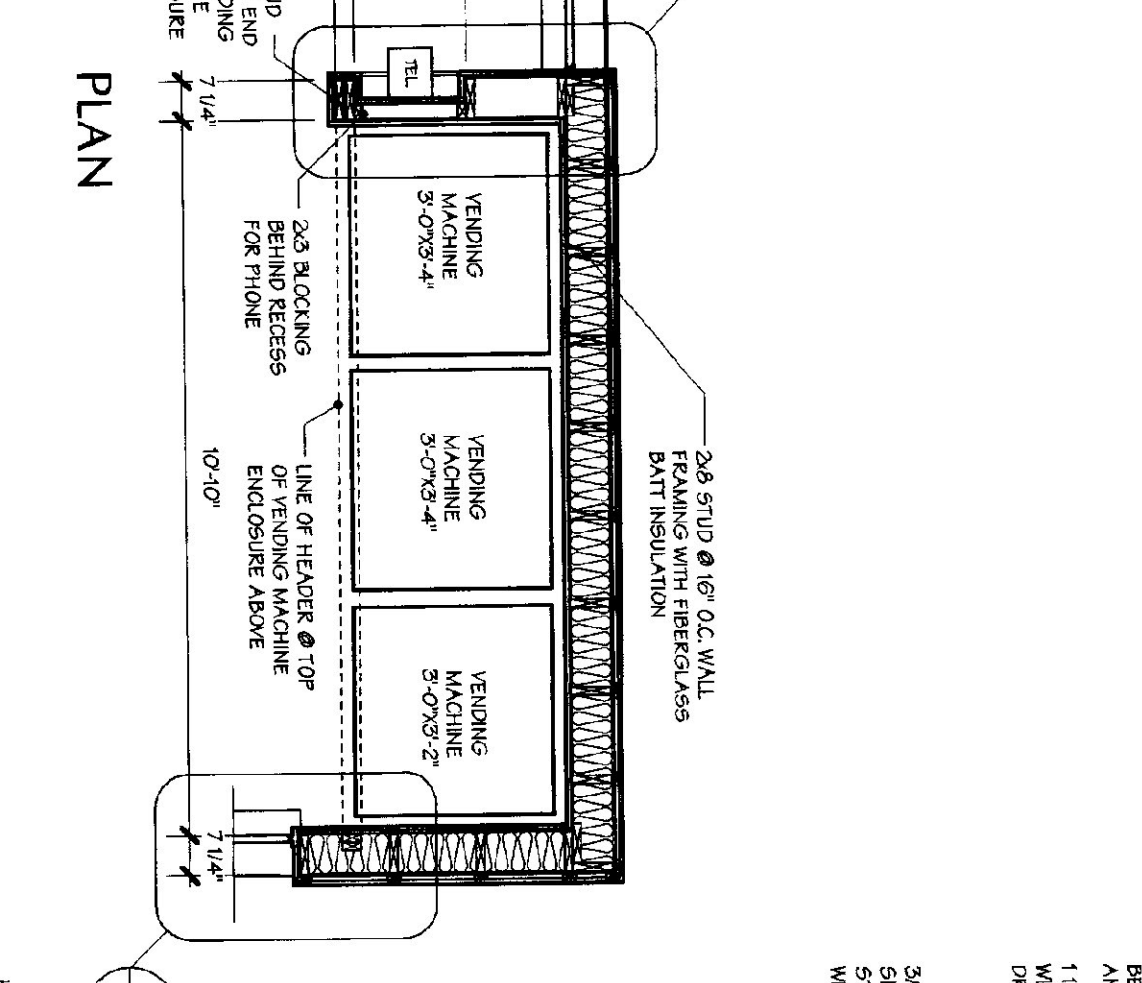 2x8 STUD @ 16" O.C. WALL
FRAMING WITH FIBERGLASS
BATT INSULATION
TEL.
VENDING
MACHINE
3'-0"X3'-4"
VENDING
MACHINE
3'-0"X3'-4"
VENDING
MACHINE
3'-0"X3'-2"
2x3 BLOCKING
BEHIND RECESS
FOR PHONE
LINE OF HEADER @ TOP
OF VENDING MACHINE
ENCLOSURE ABOVE
7 1/4"
10'-10"
7 1/4"
END
PLAN